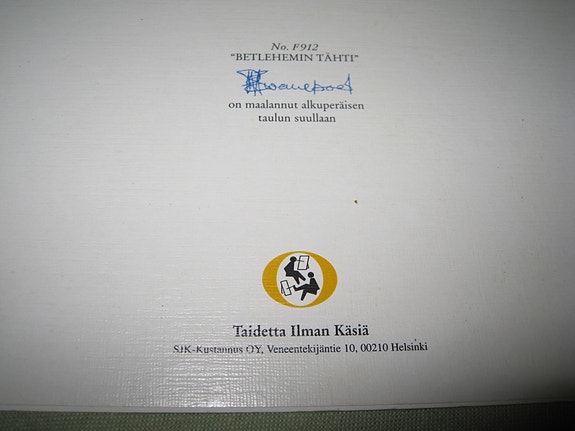 No. F912
"BETLEHEMIN TÄHTI"
on maalannut alkuperäisen
taulun suullaan
Taidetta Ilman Käsiä
SJK-Kustannus OY, Veneentekijäntie 10, 00210 Helsinki